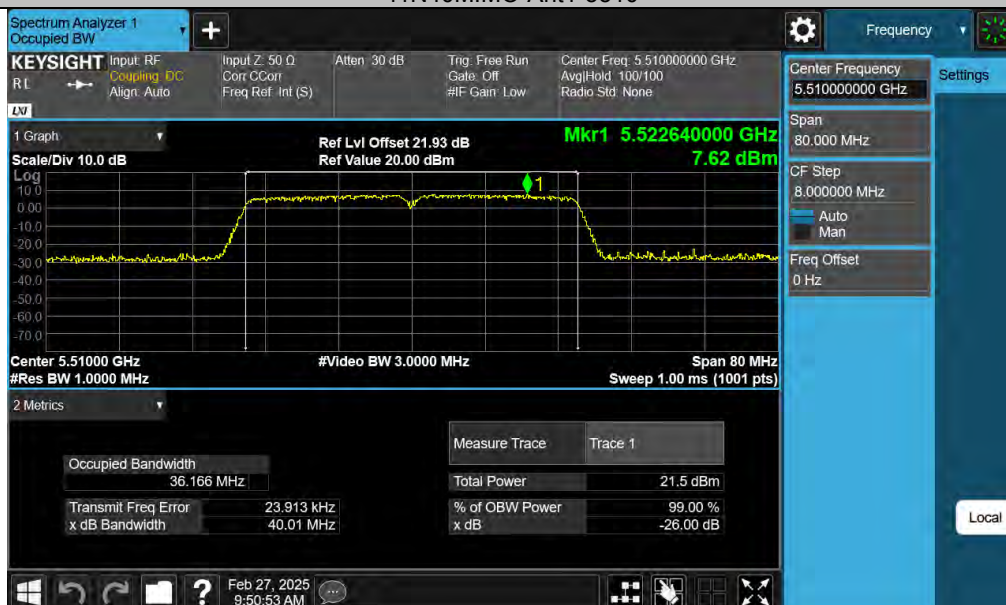 11N40MIMO Ant1 5510
Spectrum Analyzer 1
Occupied BW
+
Frequency
KEYSIGHT
RL
LXI
Input: RF
Coupling: DC
Align: Auto
Input Z: 50 Ω
Corr CCorr
Freq Ref: Int (S)
Atten: 30 dB
Trig: Free Run
Gate: Off
#IF Gain: Low
Center Freq: 5.510000000 GHz
Avg|Hold: 100/100
Radio Std: None
Center Frequency
5.510000000 GHz
Settings
Span
80.000 MHz
CF Step
8.000000 MHz
Auto
Man
Freq Offset
0 Hz
1 Graph
Scale/Div 10.0 dB
Ref Lvl Offset 21.93 dB
Ref Value 20.00 dBm
Mkr1 5.522640000 GHz
7.62 dBm
Log
10.0
0.00
-10.0
-20.0
-30.0
-40.0
-50.0
-60.0
-70.0
1
Center 5.51000 GHz
#Res BW 1.0000 MHz
#Video BW 3.0000 MHz
Span 80 MHz
Sweep 1.00 ms (1001 pts)
2 Metrics
Measure Trace Trace 1
Occupied Bandwidth
36.166 MHz
Total Power 21.5 dBm
Transmit Freq Error 23.913 kHz
% of OBW Power 99.00 %
x dB Bandwidth 40.01 MHz
x dB -26.00 dB
Local
?
Feb 27, 2025
9:50:53 AM